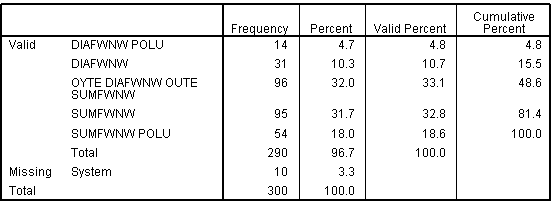 Frequency Percent Valid Percent Cumulative Percent
Valid DIAFWNW POLU 14 4.7 4.8 4.8
DIAFWNW 31 10.3 10.7 15.5
OYTE DIAFWNW OUTE SUMFWNW 96 32.0 33.1 48.6
SUMFWNW 95 31.7 32.8 81.4
SUMFWNW POLU 54 18.0 18.6 100.0
Total 290 96.7 100.0
Missing System 10 3.3
Total 300 100.0